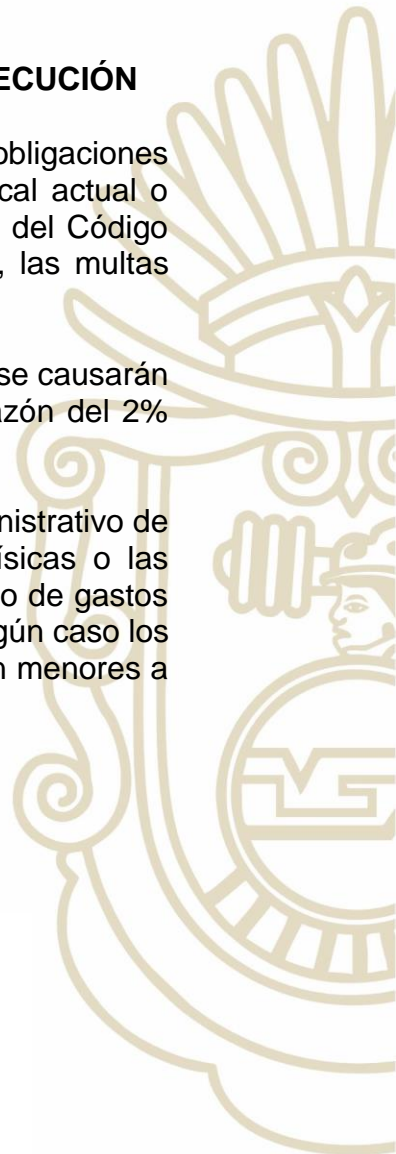 ECUCIÓN
obligaciones
cal actual o
del Código
, las multas
se causarán
azón del 2%
nistrativo de
ísicas o las
o de gastos
gún caso los
n menores a